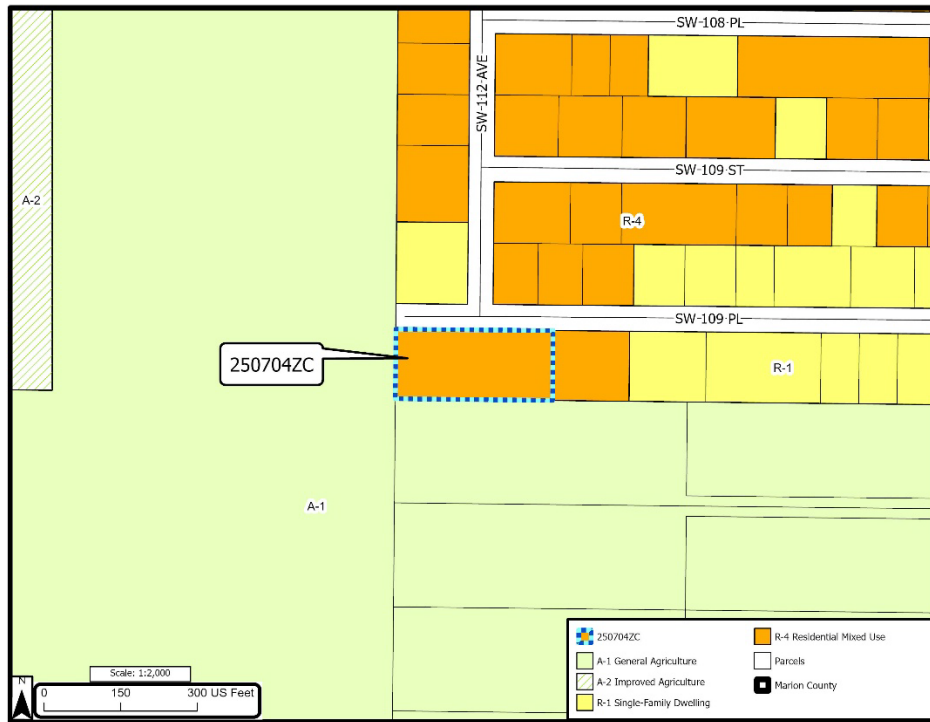 SW 108 PL
SW 112 AVE
SW 109 ST
A-2
R-4
SW 109 PL
250704ZC
R-1
A-1
250704ZC
A-1 General Agriculture
A-2 Improved Agriculture
R-1 Single-Family Dwelling
R-4 Residential Mixed Use
Parcels
Marion County
Scale: 1:2,000
N
0 150 300 US Feet